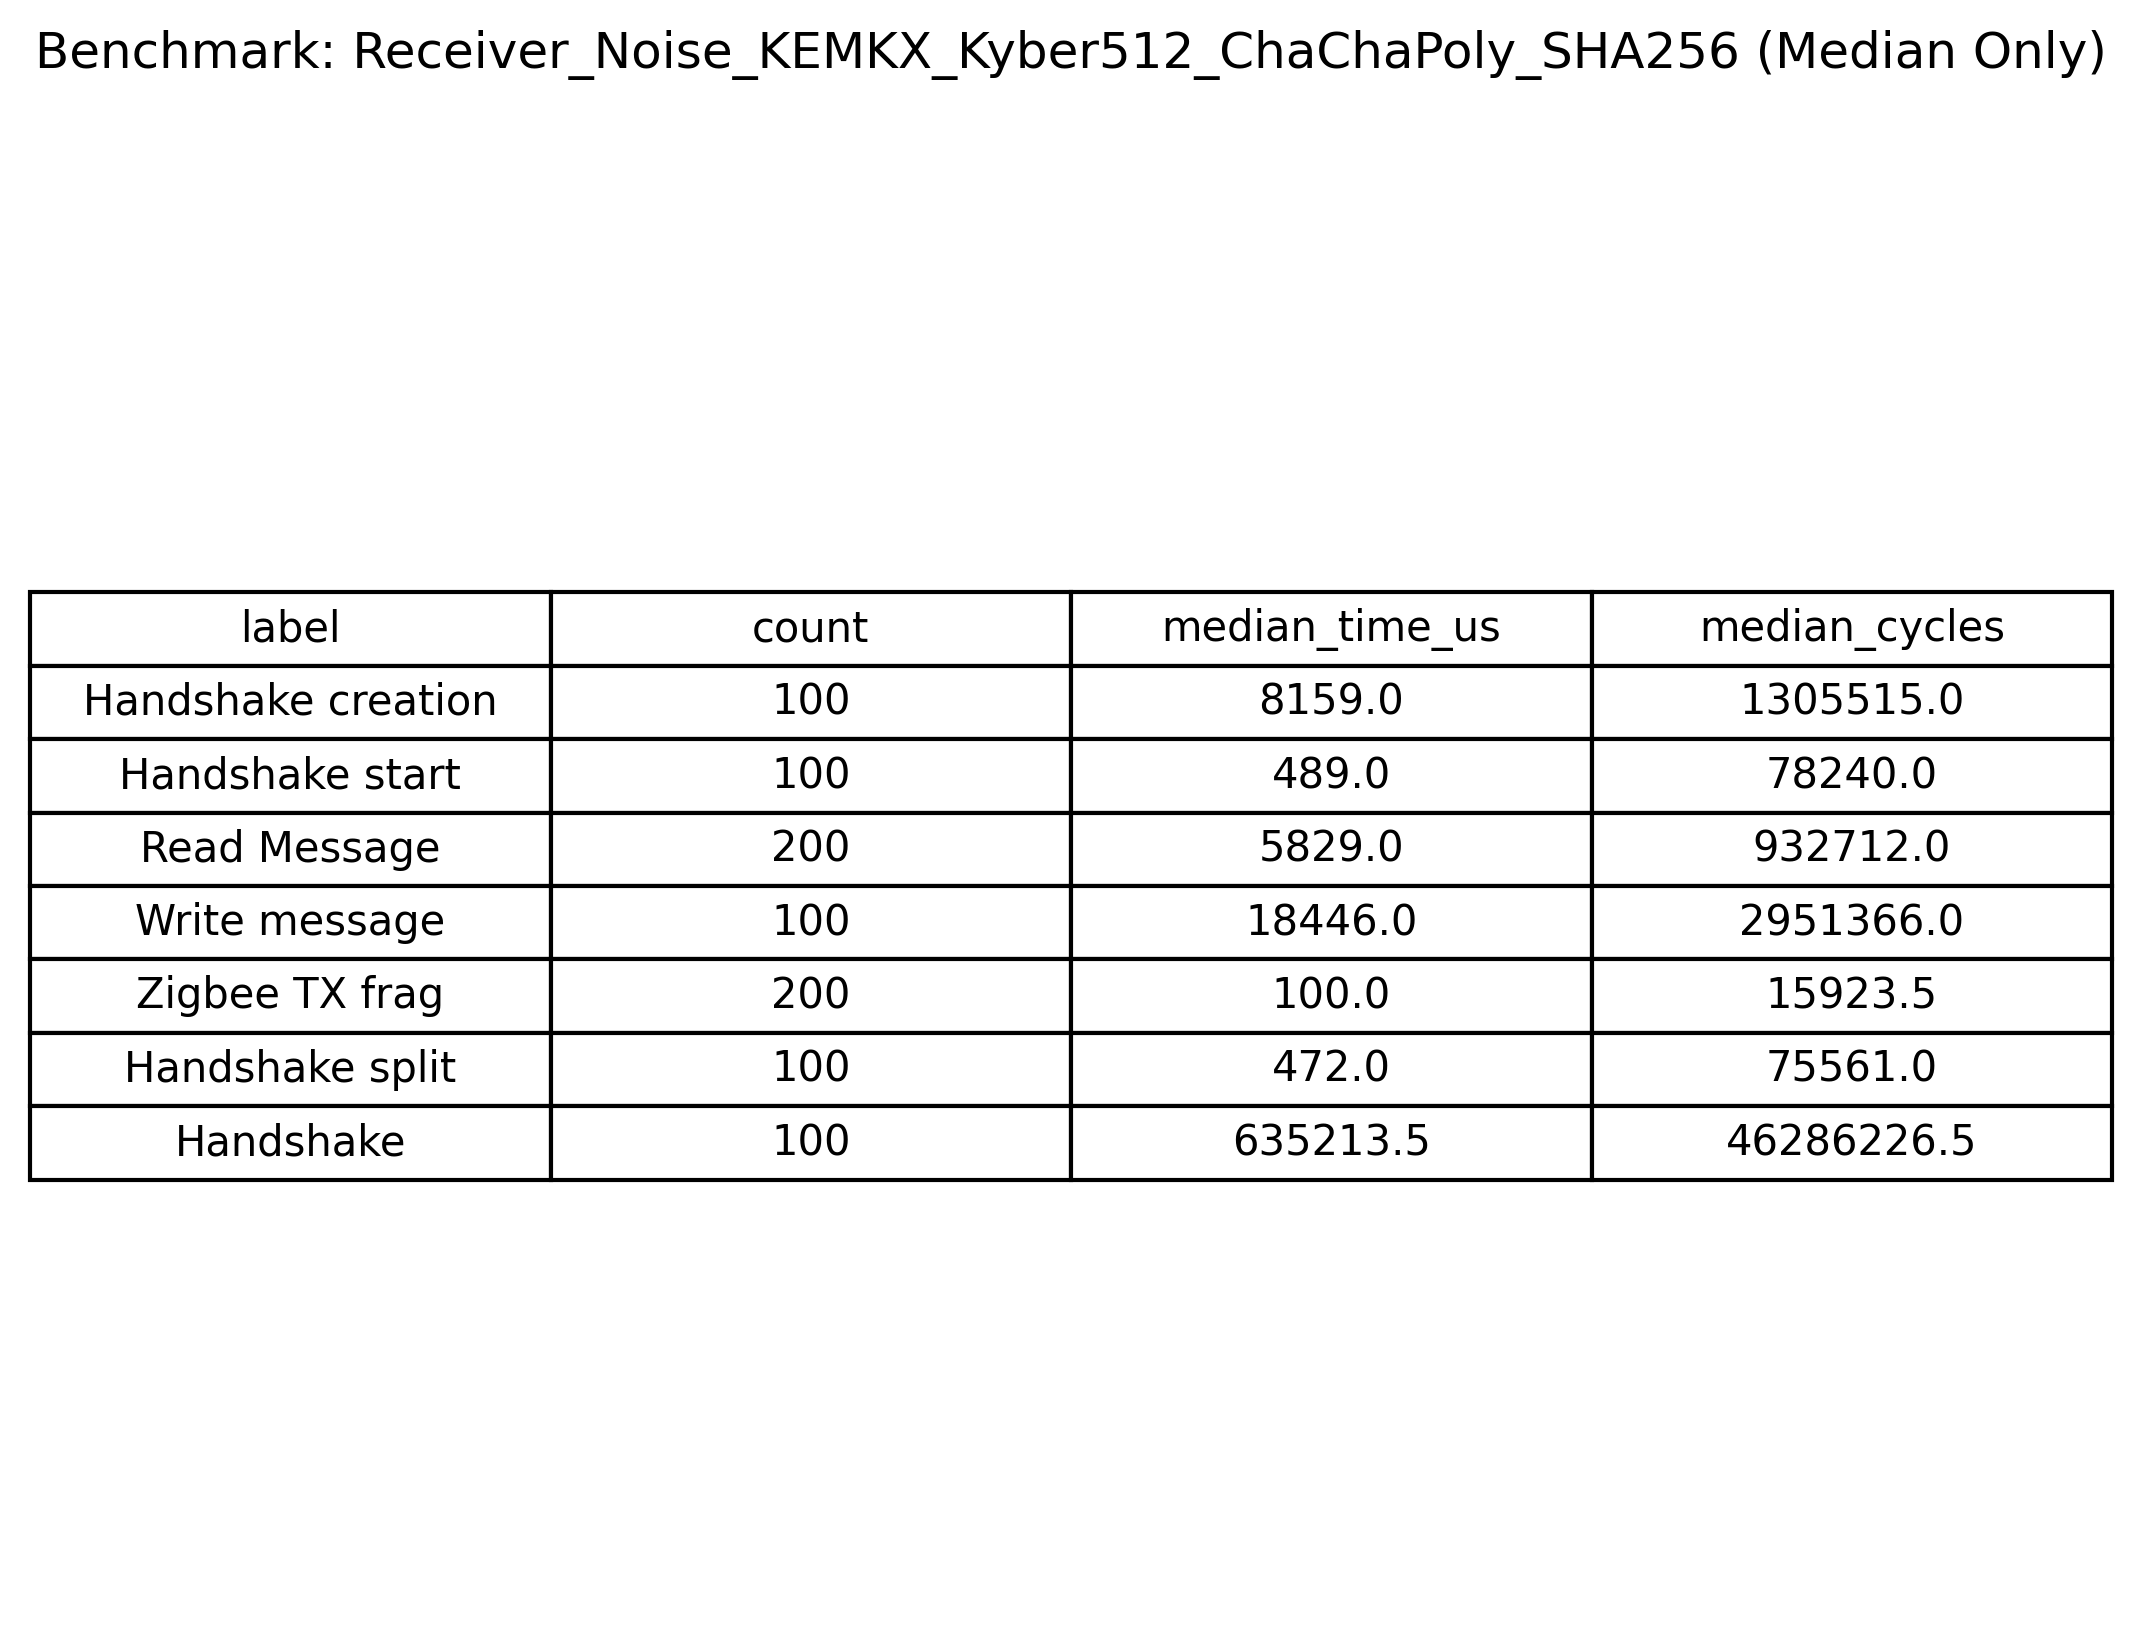 Benchmark: Receiver_Noise_KEMKX_Kyber512_ChaChaPoly_SHA256 (Median Only)
label count median_time_us median_cycles
Handshake creation 100 8159.0 1305515.0
Handshake start 100 489.0 78240.0
Read Message 200 5829.0 932712.0
Write message 100 18446.0 2951366.0
Zigbee TX frag 200 100.0 15923.5
Handshake split 100 472.0 75561.0
Handshake 100 635213.5 46286226.5